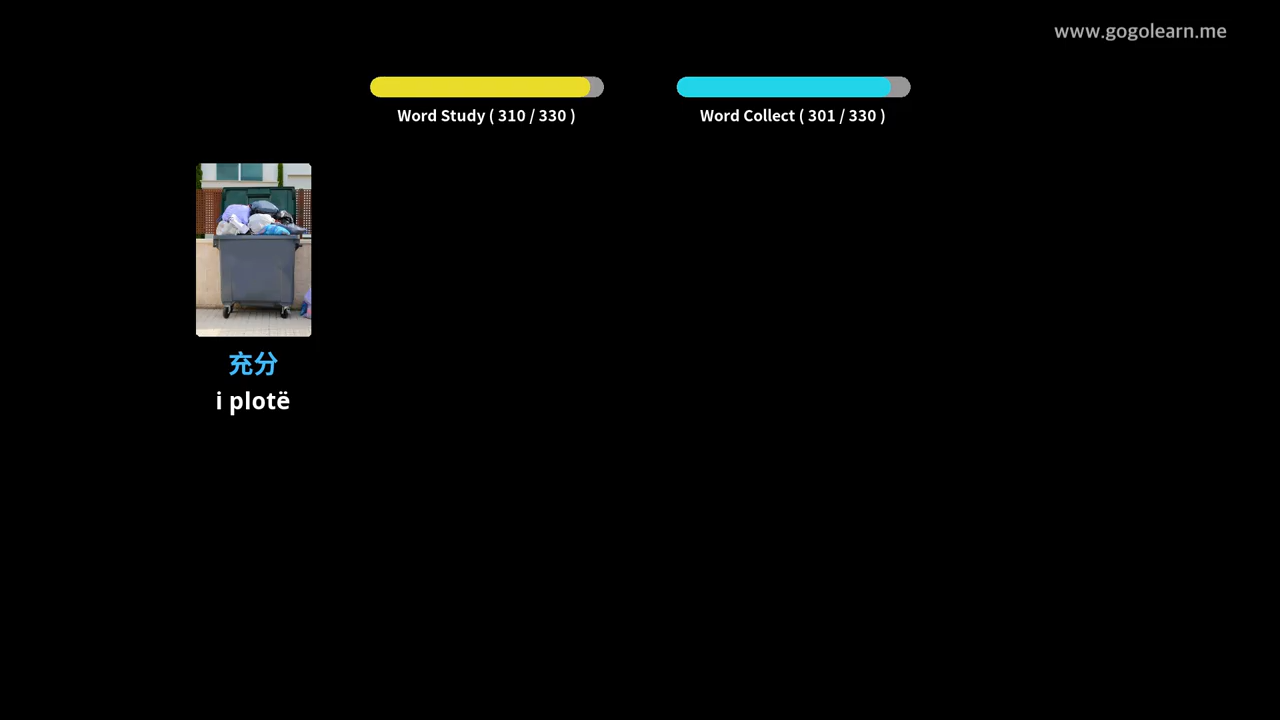 www.gogolearn.me
Word Study ( 310 / 330 )
Word Collect ( 301 / 330 )
充分
i plotë